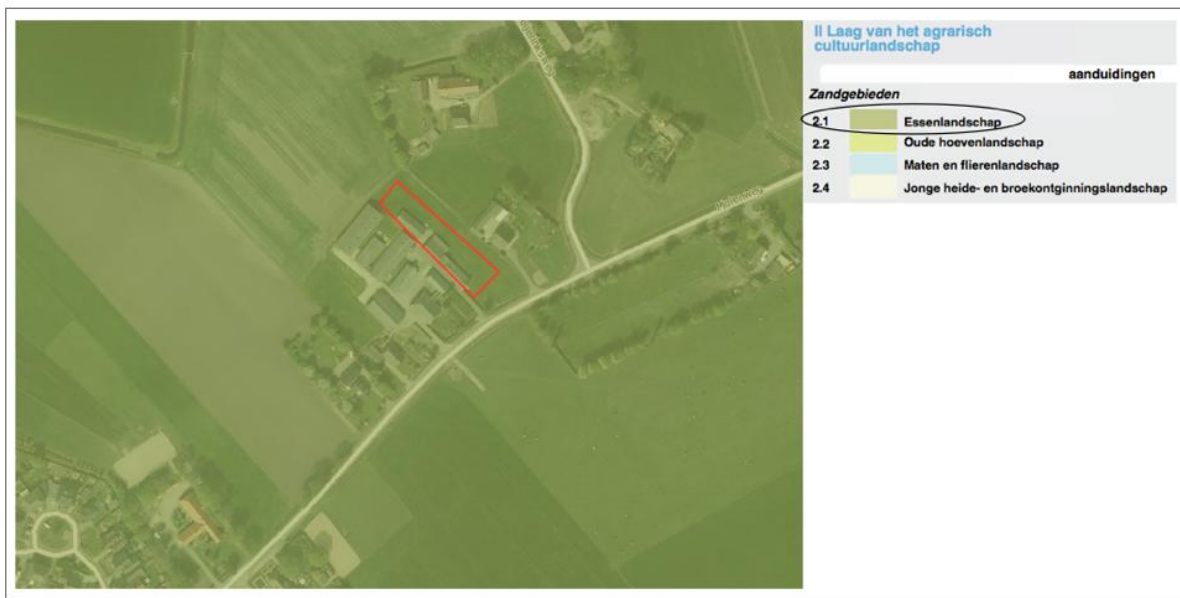 II Laag van het agrarisch
cultuurlandschap
aanduidingen
Zandgebieden
2.1 Essenlandschap
2.2 Oude hoevenlandschap
2.3 Maten en flierenlandschap
2.4 Jonge heide- en broekontginningslandschap